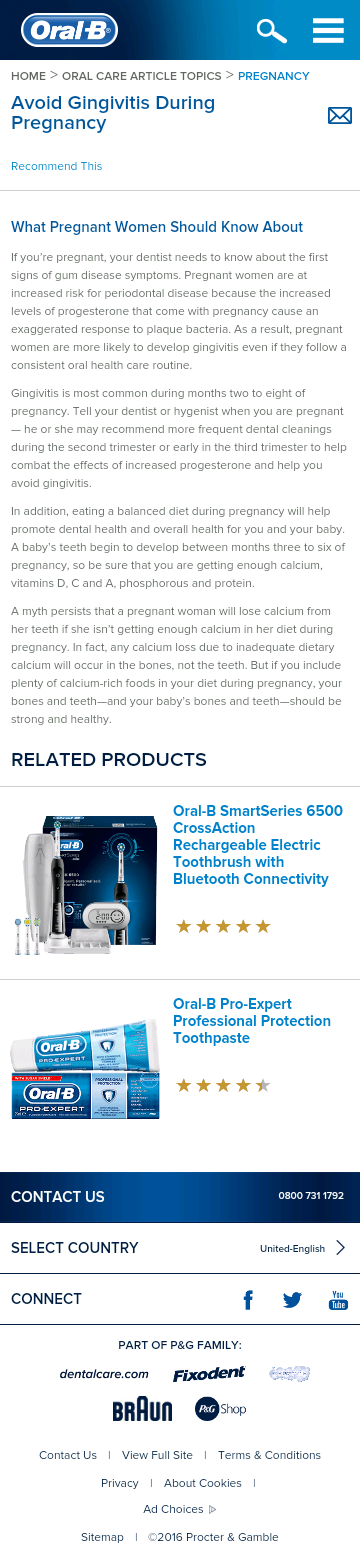 Oral-B
HOME > ORAL CARE ARTICLE TOPICS > PREGNANCY
Avoid Gingivitis During
Pregnancy
Recommend This
What Pregnant Women Should Know About
If you’re pregnant, your dentist needs to know about the first
signs of gum disease symptoms. Pregnant women are at
increased risk for periodontal disease because the increased
levels of progesterone that come with pregnancy cause an
exaggerated response to plaque bacteria. As a result, pregnant
women are more likely to develop gingivitis even if they follow a
consistent oral health care routine.
Gingivitis is most common during months two to eight of
pregnancy. Tell your dentist or hygenist when you are pregnant
— he or she may recommend more frequent dental cleanings
during the second trimester or early in the third trimester to help
combat the effects of increased progesterone and help you
avoid gingivitis.
In addition, eating a balanced diet during pregnancy will help
promote dental health and overall health for you and your baby.
A baby’s teeth begin to develop between months three to six of
pregnancy, so be sure that you are getting enough calcium,
vitamins D, C and A, phosphorous and protein.
A myth persists that a pregnant woman will lose calcium from
her teeth if she isn’t getting enough calcium in her diet during
pregnancy. In fact, any calcium loss due to inadequate dietary
calcium will occur in the bones, not the teeth. But if you include
plenty of calcium-rich foods in your diet during pregnancy, your
bones and teeth—and your baby’s bones and teeth—should be
strong and healthy.
RELATED PRODUCTS
Oral-B SmartSeries 6500
CrossAction
Rechargeable Electric
Toothbrush with
Bluetooth Connectivity
Oral-B Pro-Expert
Professional Protection
Toothpaste
Oral-B
PRO-EXPERT
Oral-B
PROFESSIONAL
PROTECTION
PRO-EXPERT
CONTACT US
0800 731 1792
SELECT COUNTRY
United-English
CONNECT
You
Tube
PART OF P&G FAMILY:
dentalcare.com
Fixodent
BRAUN
P&G Shop
Contact Us | View Full Site | Terms & Conditions
Privacy | About Cookies |
Ad Choices
Sitemap | ©2016 Procter & Gamble